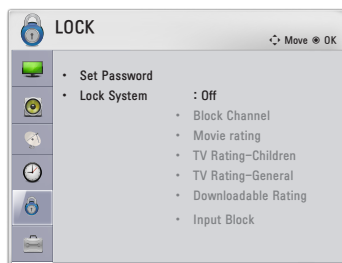 LOCK
Move OK
• Set Password
• Lock System : Off
• Block Channel
• Movie rating
• TV Rating-Children
• TV Rating-General
• Downloadable Rating
• Input Block